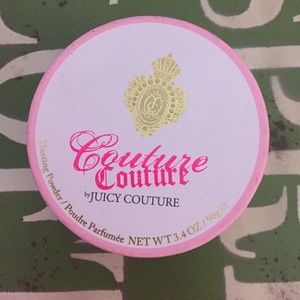 Couture
Couture
by JUICY COUTURE
Dusting Powder / Poudre Parfumée NET WT 3.4 OZ / 96g ℮